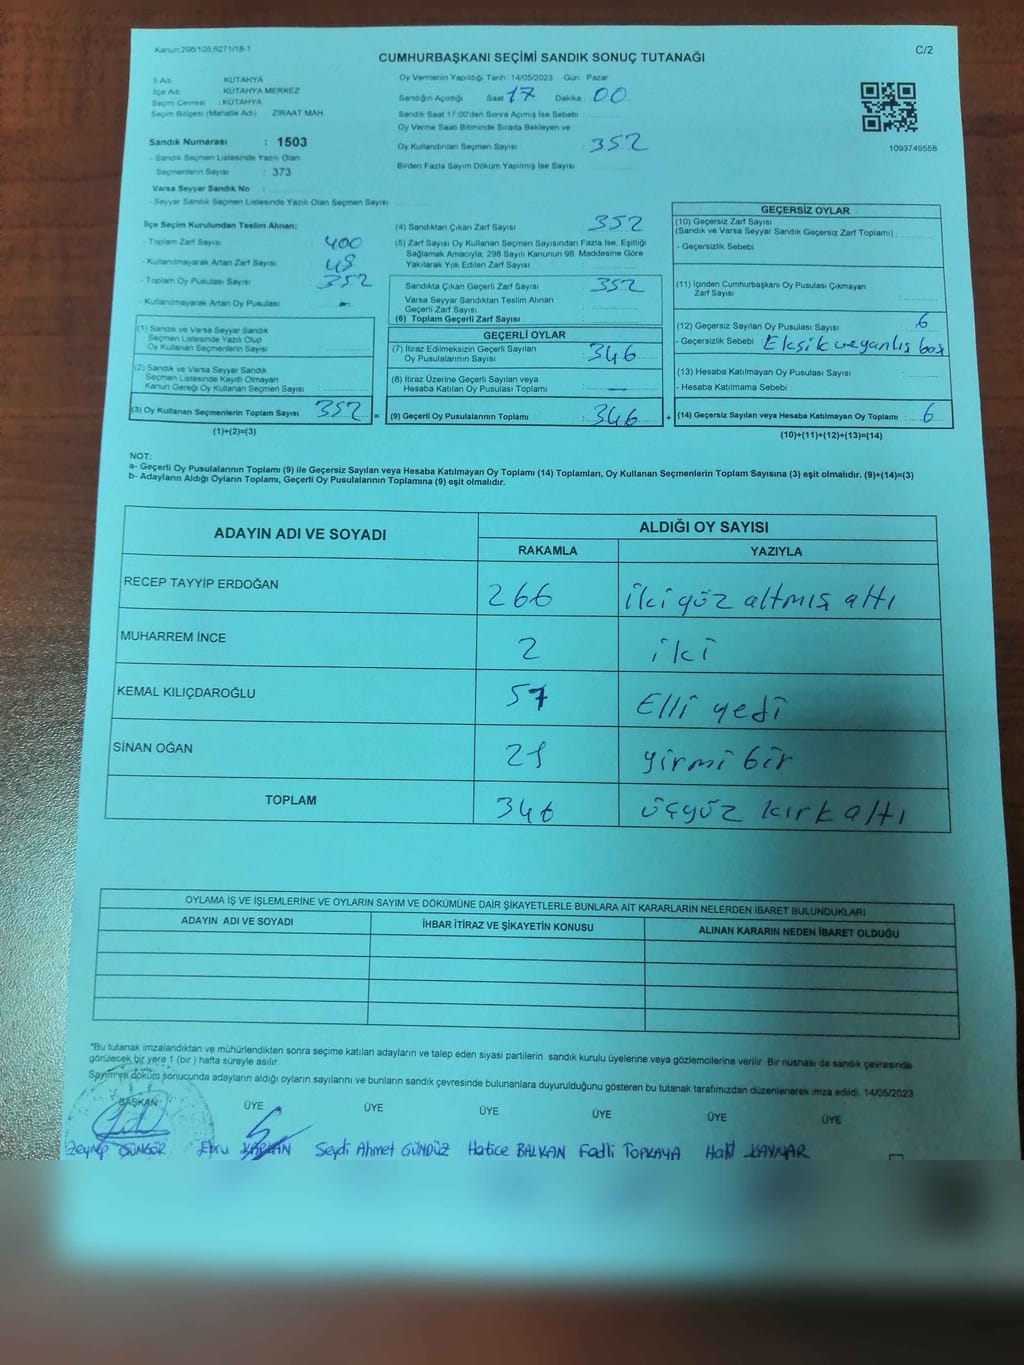 Kanun:298/105,6271/18-1
C/2
CUMHURBAŞKANI SEÇİMİ SANDIK SONUÇ TUTANAĞI
İl Adı : KÜTAHYA
İlçe Adı : KÜTAHYA MERKEZ
Seçim Çevresi : KÜTAHYA
Seçim Bölgesi (Mahalle Adı) : ZİRAAT MAH
Sandık Numarası : 1503
- Sandık Seçmen Listesinde Yazılı Olan
Seçmenlerin Sayısı : 373
Varsa Seyyar Sandık No :
- Seyyar Sandık Seçmen Listesinde Yazılı Olan Seçmen Sayısı
Oy Vermenin Yapıldığı Tarih 14/05/2023 Gün Pazar
Sandığın Açıldığı Saat 17 Dakika : 00
Sandık Saat 17:00'den Sonra Açmış İse Sebebi
Oy Verme Saati Bitiminde Sırada Bekleyen ve
Oy Kullandırılan Seçmen Sayısı : 352
Birden Fazla Sayım Döküm Yapılmış İse Sayısı
1093749558
İlçe Seçim Kurulundan Teslim Alınan;
- Toplam Zarf Sayısı : 400
- Kullanılmayarak Artan Zarf Sayısı : 48
- Toplam Oy Pusulası Sayısı : 352
- Kullanılmayarak Artan Oy Pusulası : -
(1) Sandık ve Varsa Seyyar Sandık
Seçmen Listesinde Yazılı Olup
Oy Kullanan Seçmenlerin Sayısı
(2) Sandık ve Varsa Seyyar Sandık
Seçmen Listesinde Kayıtlı Olmayan
Kanun Gereği Oy Kullanan Seçmen Sayısı :
(3) Oy Kullanan Seçmenlerin Toplam Sayısı : 352 =
(1)+(2)=(3)
(4) Sandıktan Çıkan Zarf Sayısı : 352
(5) Zarf Sayısı Oy Kullanan Seçmen Sayısından Fazla İse, Eşitliği
Sağlamak Amacıyla, 298 Sayılı Kanunun 98. Maddesine Göre
Yakılarak Yok Edilen Zarf Sayısı :
Sandıkta Çıkan Geçerli Zarf Sayısı : 352
Varsa Seyyar Sandıktan Teslim Alınan
Geçerli Zarf Sayısı :
(6) Toplam Geçerli Zarf Sayısı :
GEÇERLİ OYLAR
(7) İtiraz Edilmeksizin Geçerli Sayılan
Oy Pusulalarının Sayısı : 346
(8) İtiraz Üzerine Geçerli Sayılan veya
Hesaba Katılan Oy Pusulası Toplamı : —
(9) Geçerli Oy Pusulalarının Toplamı : 346 +
GEÇERSİZ OYLAR
(10) Geçersiz Zarf Sayısı
(Sandık ve Varsa Seyyar Sandık Geçersiz Zarf Toplamı) :
- Geçersizlik Sebebi :
(11) İçinden Cumhurbaşkanı Oy Pusulası Çıkmayan
Zarf Sayısı :
(12) Geçersiz Sayılan Oy Pusulası Sayısı : 6
- Geçersizlik Sebebi : Eksik ve yanlış boş
(13) Hesaba Katılmayan Oy Pusulası Sayısı :
- Hesaba Katılmama Sebebi :
(14) Geçersiz Sayılan veya Hesaba Katılmayan Oy Toplamı : 6
(10)+(11)+(12)+(13)=(14)
NOT:
a- Geçerli Oy Pusulalarının Toplamı (9) ile Geçersiz Sayılan veya Hesaba Katılmayan Oy Toplamı (14) Toplamları, Oy Kullanan Seçmenlerin Toplam Sayısına (3) eşit olmalıdır. (9)+(14)=(3)
b- Adayların Aldığı Oyların Toplamı, Geçerli Oy Pusulalarının Toplamına (9) eşit olmalıdır.
ADAYIN ADI VE SOYADI
ALDIĞI OY SAYISI
RAKAMLA YAZIYLA
RECEP TAYYİP ERDOĞAN 266 iki yüz altmış altı
MUHARREM İNCE 2 iki
KEMAL KILIÇDAROĞLU 57 Elli yedi
SİNAN OĞAN 21 yirmi bir
TOPLAM 346 üçyüz kırk altı
OYLAMA İŞ VE İŞLEMLERİNE VE OYLARIN SAYIM VE DÖKÜMÜNE DAİR ŞİKAYETLERLE BUNLARA AİT KARARLARIN NELERDEN İBARET BULUNDUKLARI
ADAYIN ADI VE SOYADI İHBAR İTİRAZ VE ŞİKAYETİN KONUSU ALINAN KARARIN NEDEN İBARET OLDUĞU
*Bu tutanak imzalandıktan ve mühürlendikten sonra seçime katılan adayların ve talep eden siyasi partilerin sandık kurulu üyelerine veya gözlemcilerine verilir. Bir nüshası da sandık çevresinde
görülecek bir yere 1 (bir ) hafta süreyle asılır.
Sayım ve döküm sonucunda adayların aldığı oyların sayılarını ve bunların sandık çevresinde bulunanlara duyurulduğunu gösteren bu tutanak tarafımızdan düzenlenerek imza edildi. 14/05/2023
BAŞKAN ÜYE ÜYE ÜYE ÜYE ÜYE ÜYE
Zeynep GÜNGÖR Ebru KAPLAN Seydi Ahmet GÜNDÜZ Hatice BALKAN Fadli TOPKAYA Halil KAYNAR